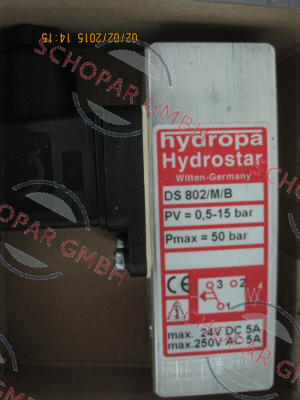 02/02/2015 14:15
SCHOPAR GMBH
hydropa
Hydrostar
Witten-Germany
DS 802/M/B
PV = 0,5-15 bar
Pmax = 50 bar
CE
3 2
1
max. 24V DC 5A
max.250V AC 5A
SCHOPAR GMBH